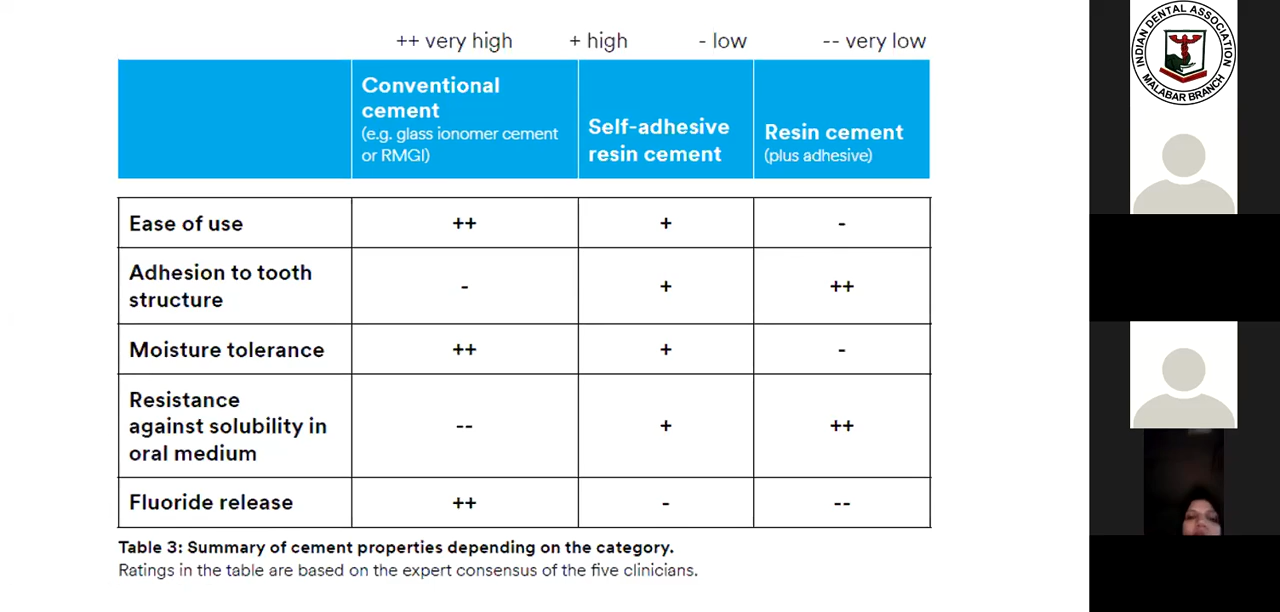 ++ very high + high - low -- very low
Conventional
cement
(e.g. glass ionomer cement
or RMGI)
Self-adhesive
resin cement
Resin cement
(plus adhesive)
Ease of use ++ + -
Adhesion to tooth
structure - + ++
Moisture tolerance ++ + -
Resistance
against solubility in
oral medium -- + ++
Fluoride release ++ - --
Table 3: Summary of cement properties depending on the category.
Ratings in the table are based on the expert consensus of the five clinicians.
INDIAN DENTAL ASSOCIATION
MALABAR BRANCH